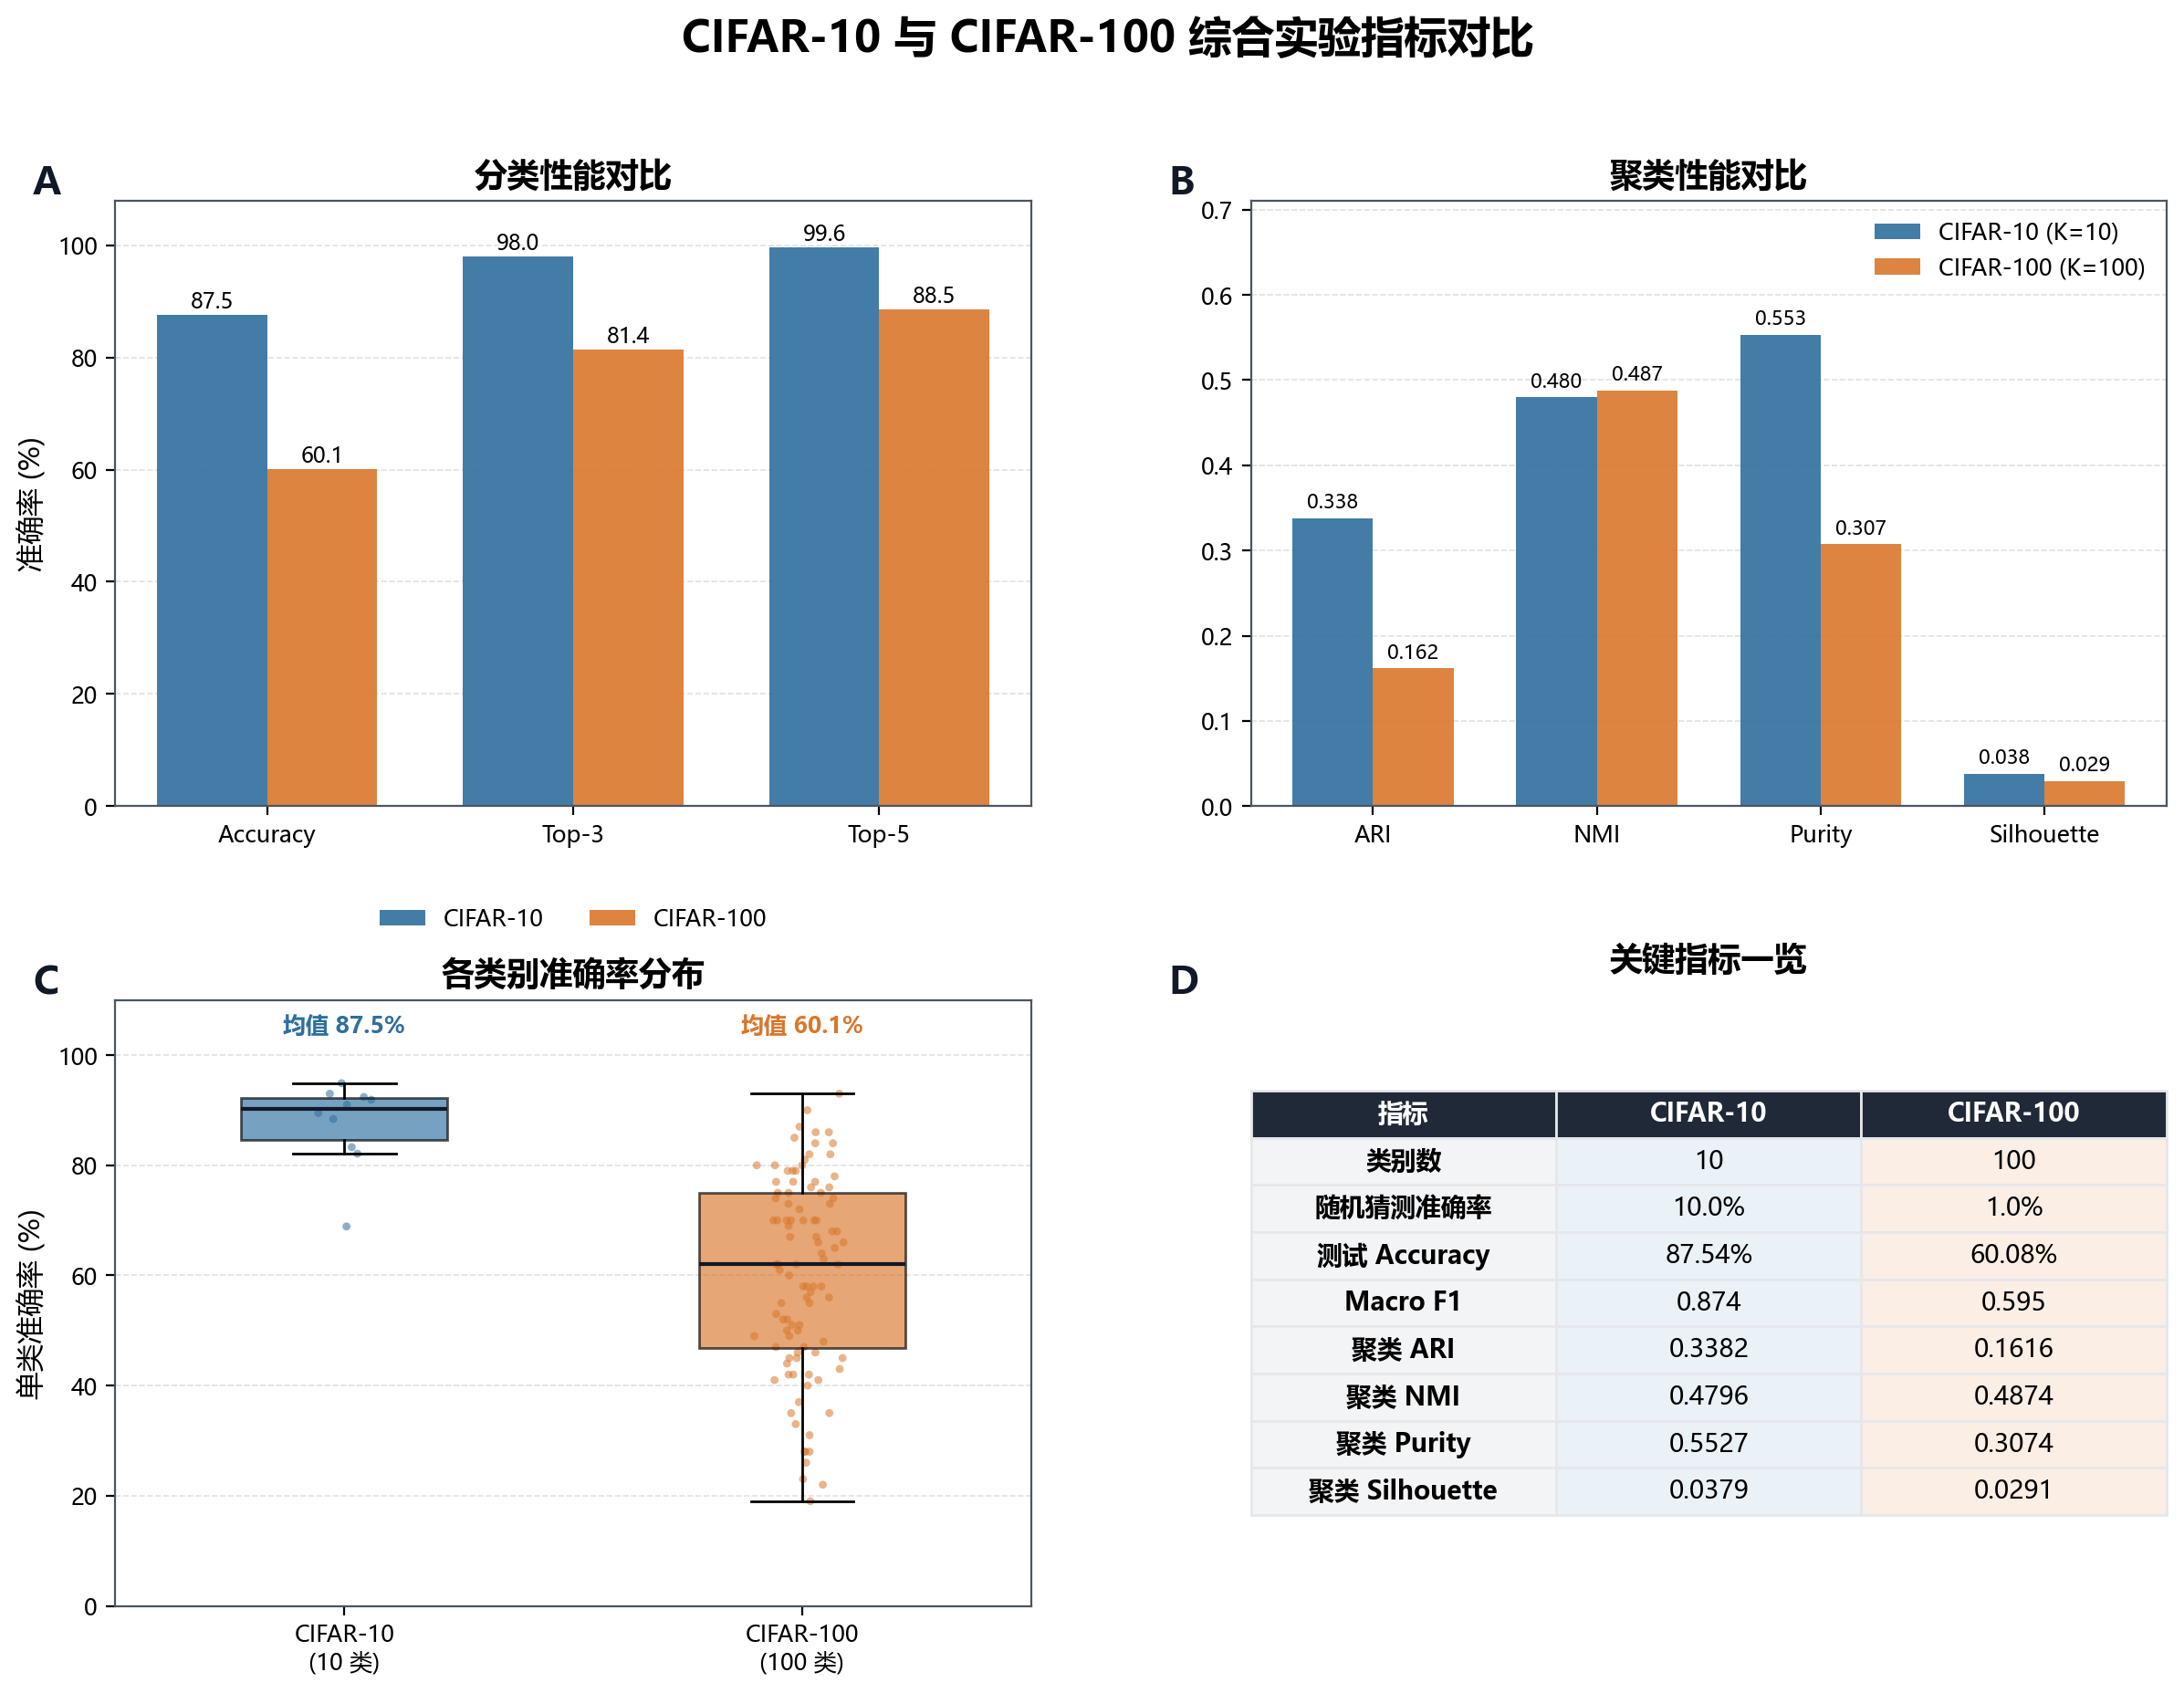 CIFAR-10 与 CIFAR-100 综合实验指标对比
A
分类性能对比
准确率 (%)
100
80
60
40
20
0
87.5
60.1
98.0
81.4
99.6
88.5
Accuracy
Top-3
Top-5
CIFAR-10
CIFAR-100
B
聚类性能对比
0.7
0.6
0.5
0.4
0.3
0.2
0.1
0.0
CIFAR-10 (K=10)
CIFAR-100 (K=100)
0.338
0.162
0.480
0.487
0.553
0.307
0.038
0.029
ARI
NMI
Purity
Silhouette
C
各类别准确率分布
单类准确率 (%)
100
80
60
40
20
0
均值 87.5%
均值 60.1%
CIFAR-10
(10 类)
CIFAR-100
(100 类)
D
关键指标一览
指标 CIFAR-10 CIFAR-100
类别数 10 100
随机猜测准确率 10.0% 1.0%
测试 Accuracy 87.54% 60.08%
Macro F1 0.874 0.595
聚类 ARI 0.3382 0.1616
聚类 NMI 0.4796 0.4874
聚类 Purity 0.5527 0.3074
聚类 Silhouette 0.0379 0.0291